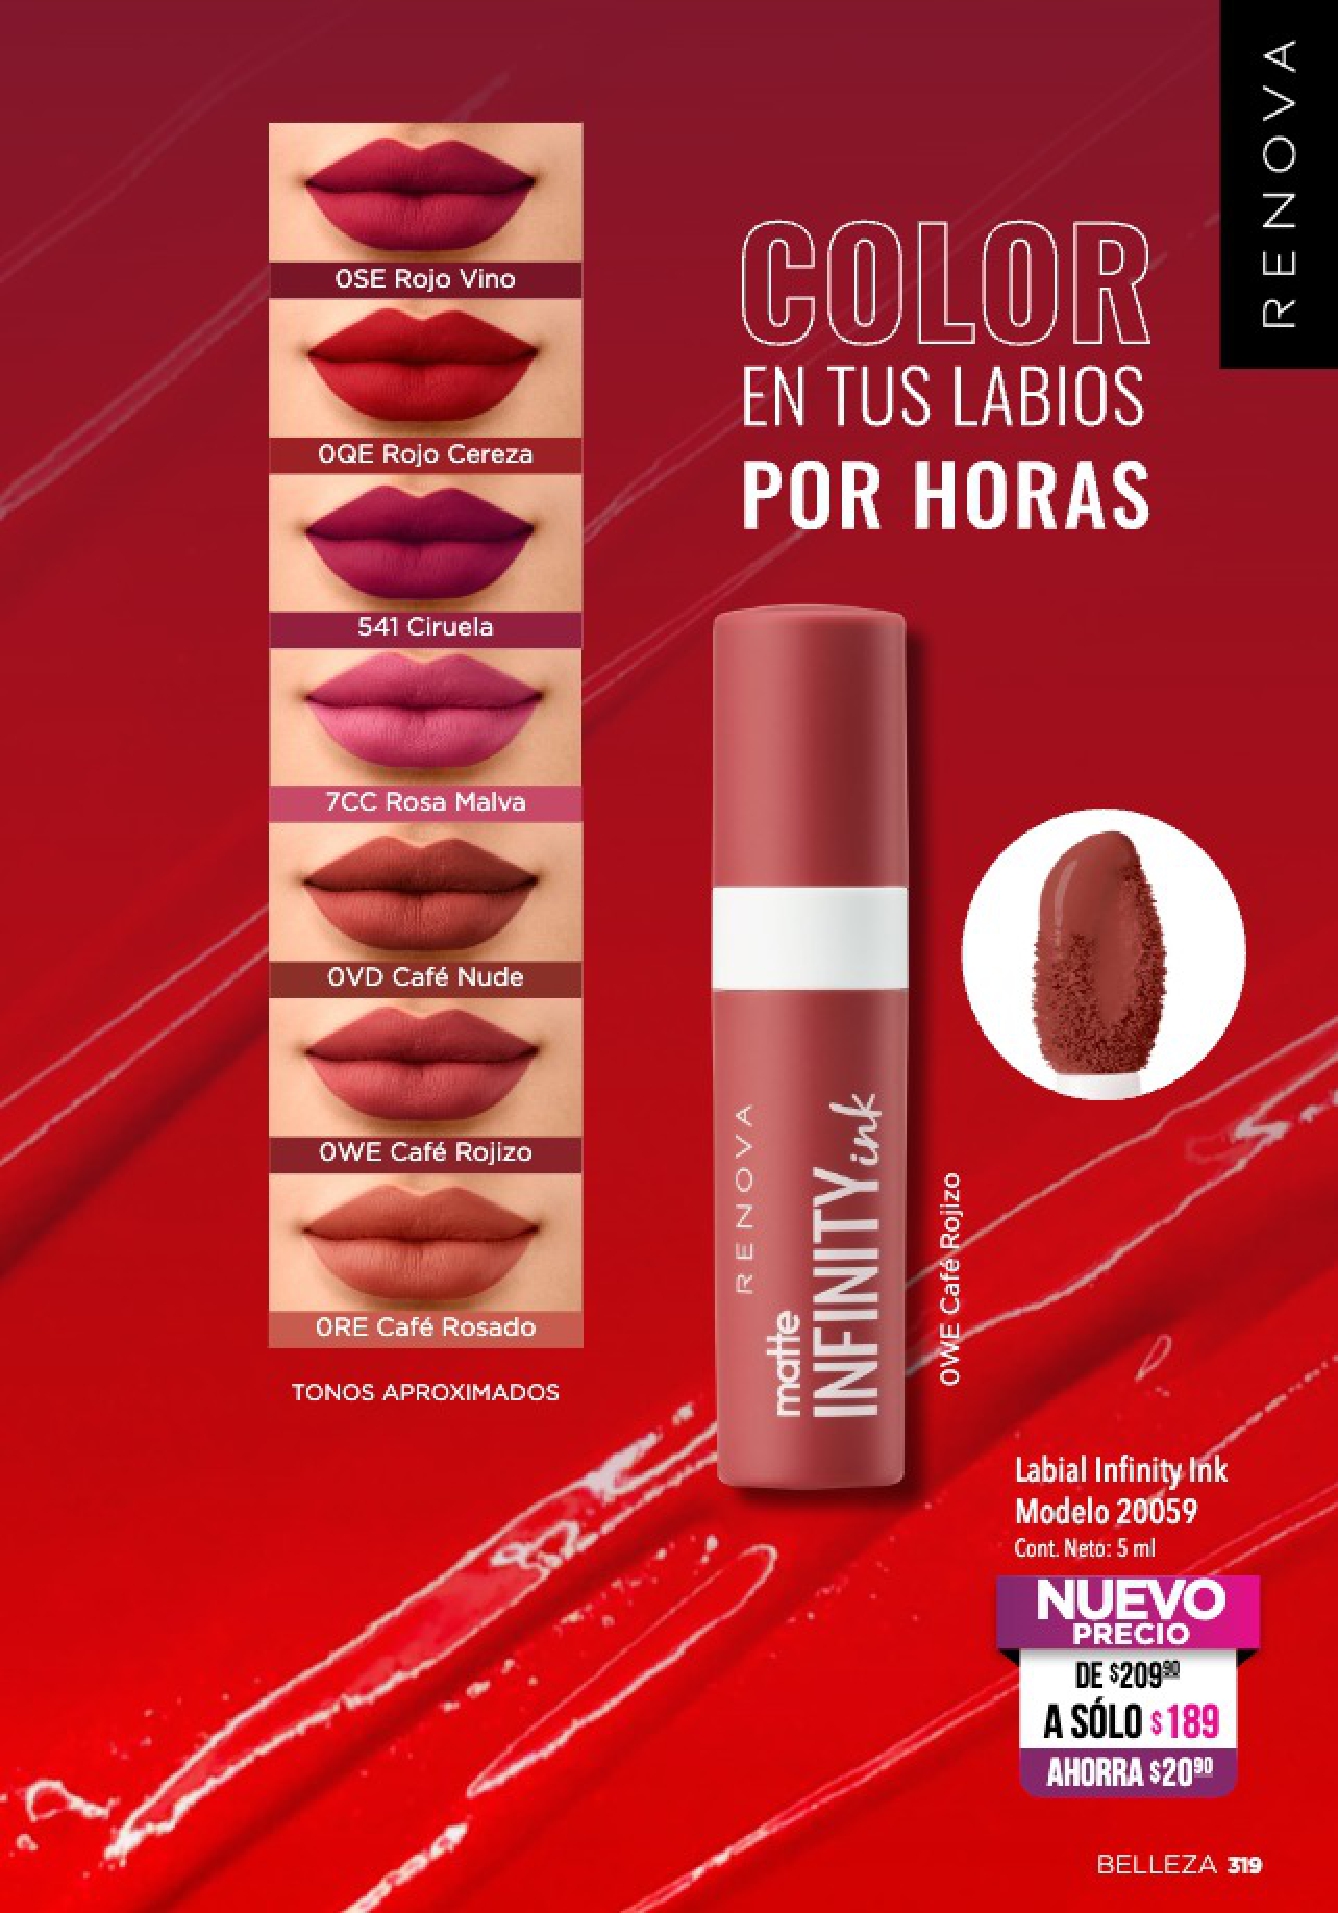 RENOVA
COLOR
EN TUS LABIOS
POR HORAS
0SE Rojo Vino
0QE Rojo Cereza
541 Ciruela
7CC Rosa Malva
0VD Café Nude
0WE Café Rojizo
0RE Café Rosado
TONOS APROXIMADOS
RENOVA
matte
INFINITY ink
0WE Café Rojizo
Labial Infinity Ink
Modelo 20059
Cont. Neto: 5 ml
NUEVO
PRECIO
DE $209.90
A SÓLO $189
AHORRA $20.90
BELLEZA 319